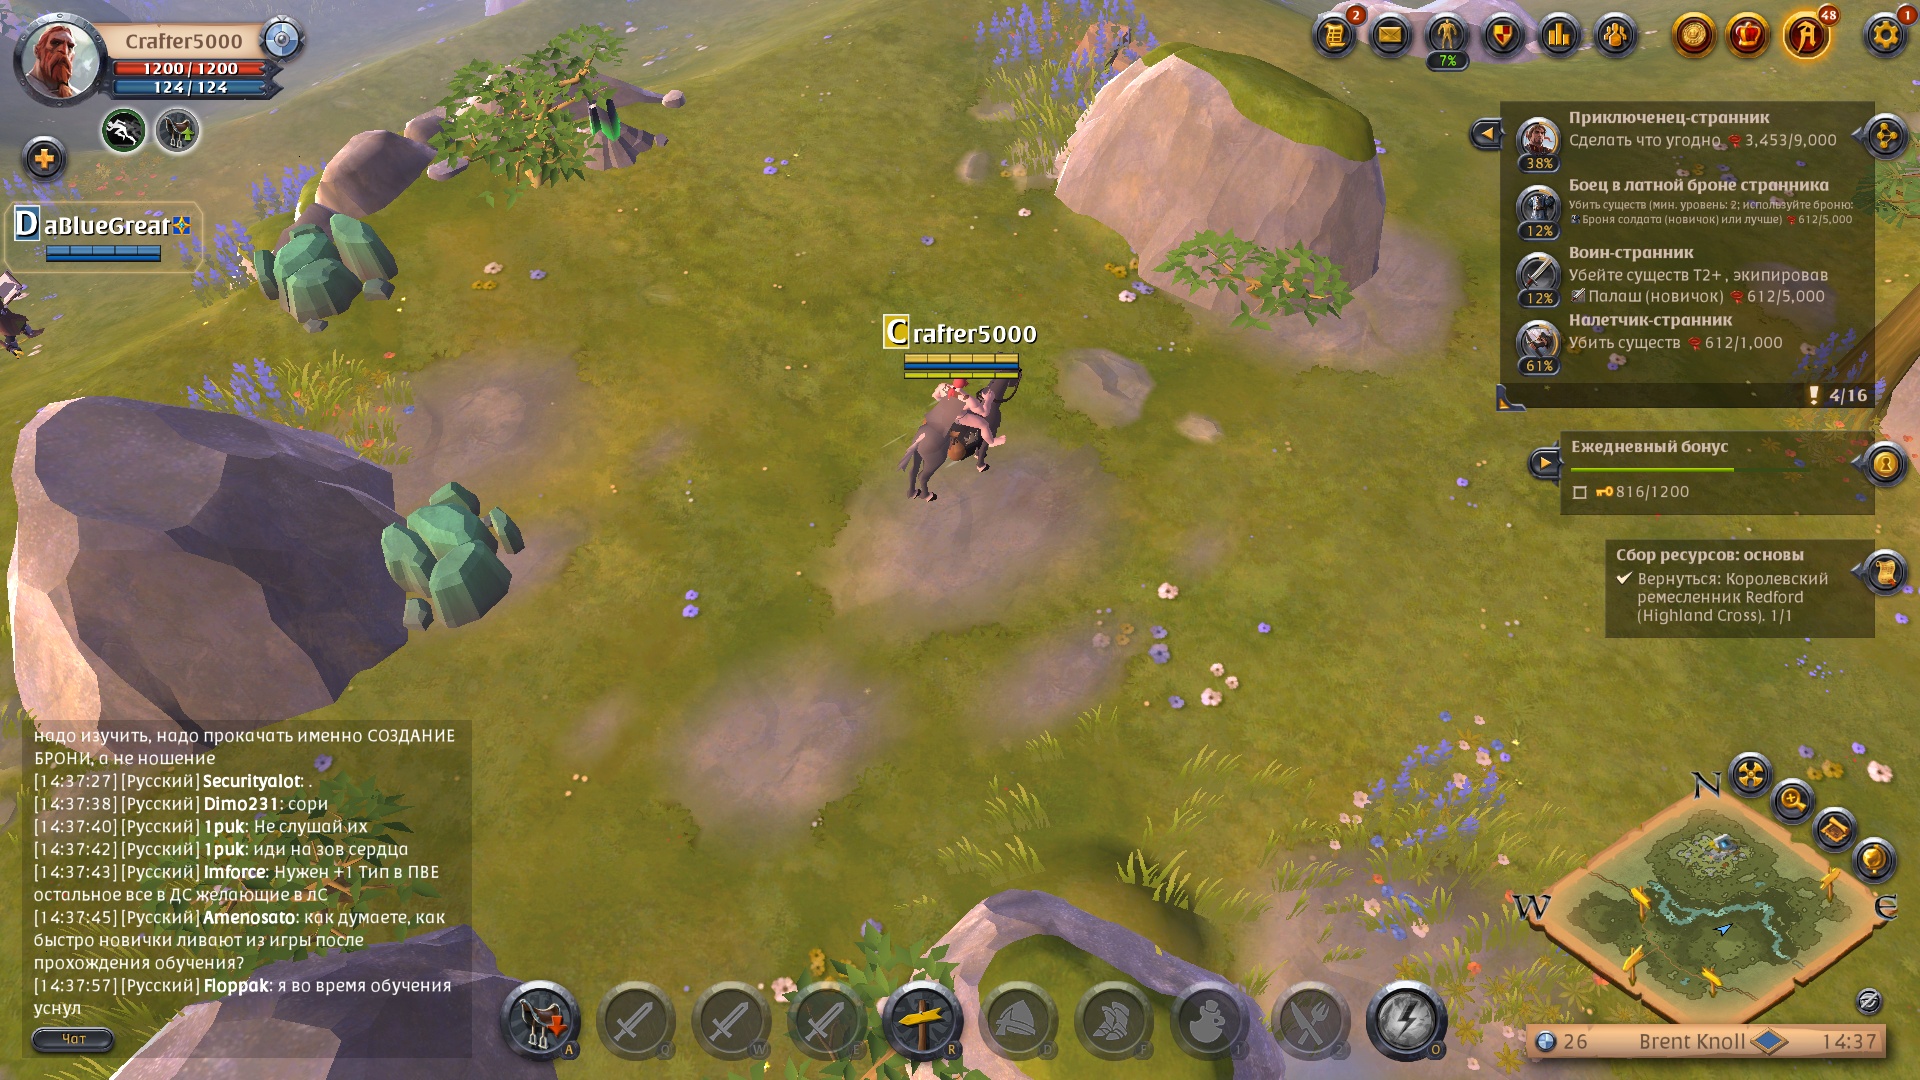 Crafter5000
1200/1200
124/124
DaBlueGreat
2
7%
48
1
Приключенец-странник
Сделать что угодно 3,453/9,000
38%
Боец в латной броне странника
Убить существ (мин. уровень: 2; используйте броню:
Броня солдата (новичок) или лучше) 612/5,000
12%
Воин-странник
Убейте существ T2+ , экипировав
Палаш (новичок) 612/5,000
12%
Налетчик-странник
Убить существ 612/1,000
61%
4/16
Ежедневный бонус
816/1200
Сбор ресурсов: основы
Вернуться: Королевский
ремесленник Redford
(Highland Cross). 1/1
Crafter5000
надо изучить, надо прокачать именно СОЗДАНИЕ
БРОНИ, а не ношение
[14:37:27] [Русский] Securityalot: .
[14:37:38] [Русский] Dimo231: сори
[14:37:40] [Русский] 1puk: Не слушай их
[14:37:42] [Русский] 1puk: иди на зов сердца
[14:37:43] [Русский] Imforce: Нужен +1 Тип в ПВЕ
остальное все в ДС желающие в лС
[14:37:45] [Русский] Amenosato: как думаете, как
быстро новички ливают из игры после
прохождения обучения?
[14:37:57] [Русский] Floppak: я во время обучения
уснул
Чат
A Q W E R D F 1 2 O
N
W
E
26 Brent Knoll 14:37